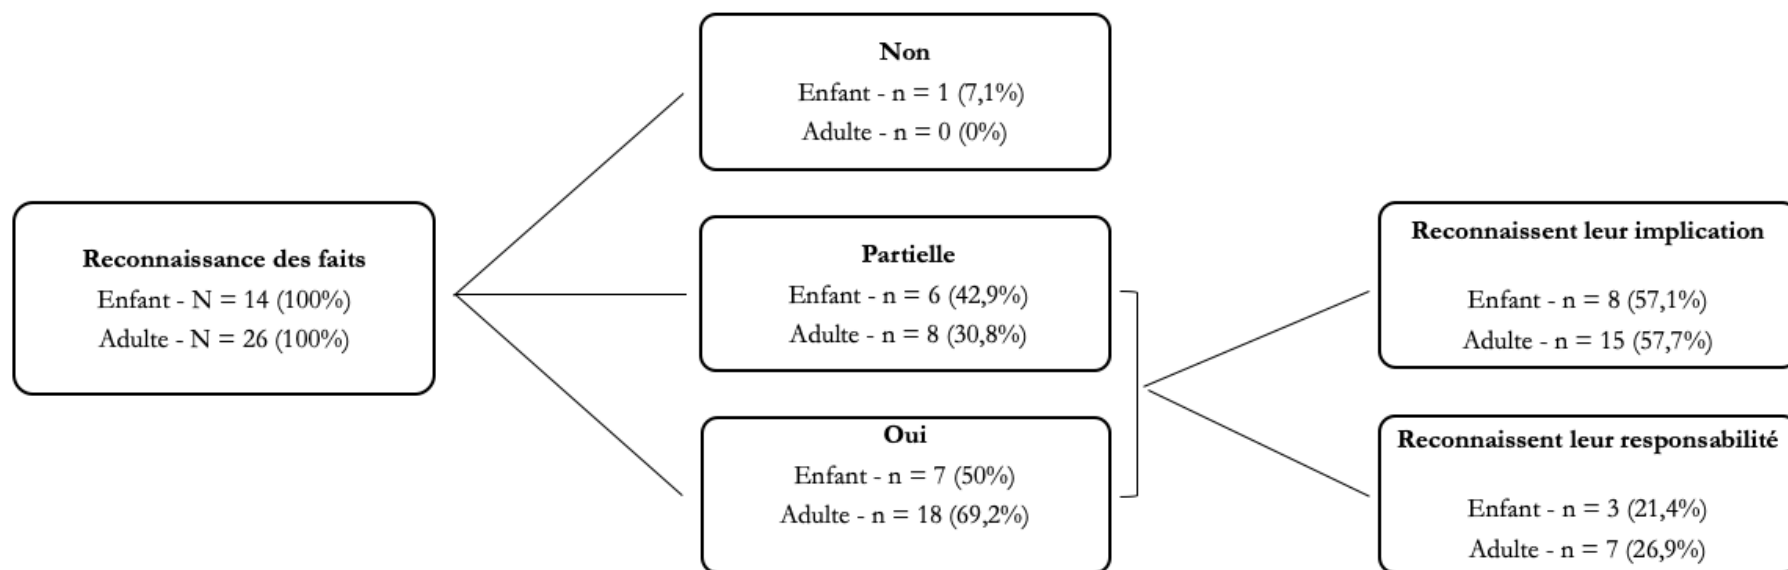 Reconnaissance des faits
Enfant - N = 14 (100%)
Adulte - N = 26 (100%)
Non
Enfant - n = 1 (7,1%)
Adulte - n = 0 (0%)
Partielle
Enfant - n = 6 (42,9%)
Adulte - n = 8 (30,8%)
Oui
Enfant - n = 7 (50%)
Adulte - n = 18 (69,2%)
Reconnaissent leur implication
Enfant - n = 8 (57,1%)
Adulte - n = 15 (57,7%)
Reconnaissent leur responsabilité
Enfant - n = 3 (21,4%)
Adulte - n = 7 (26,9%)